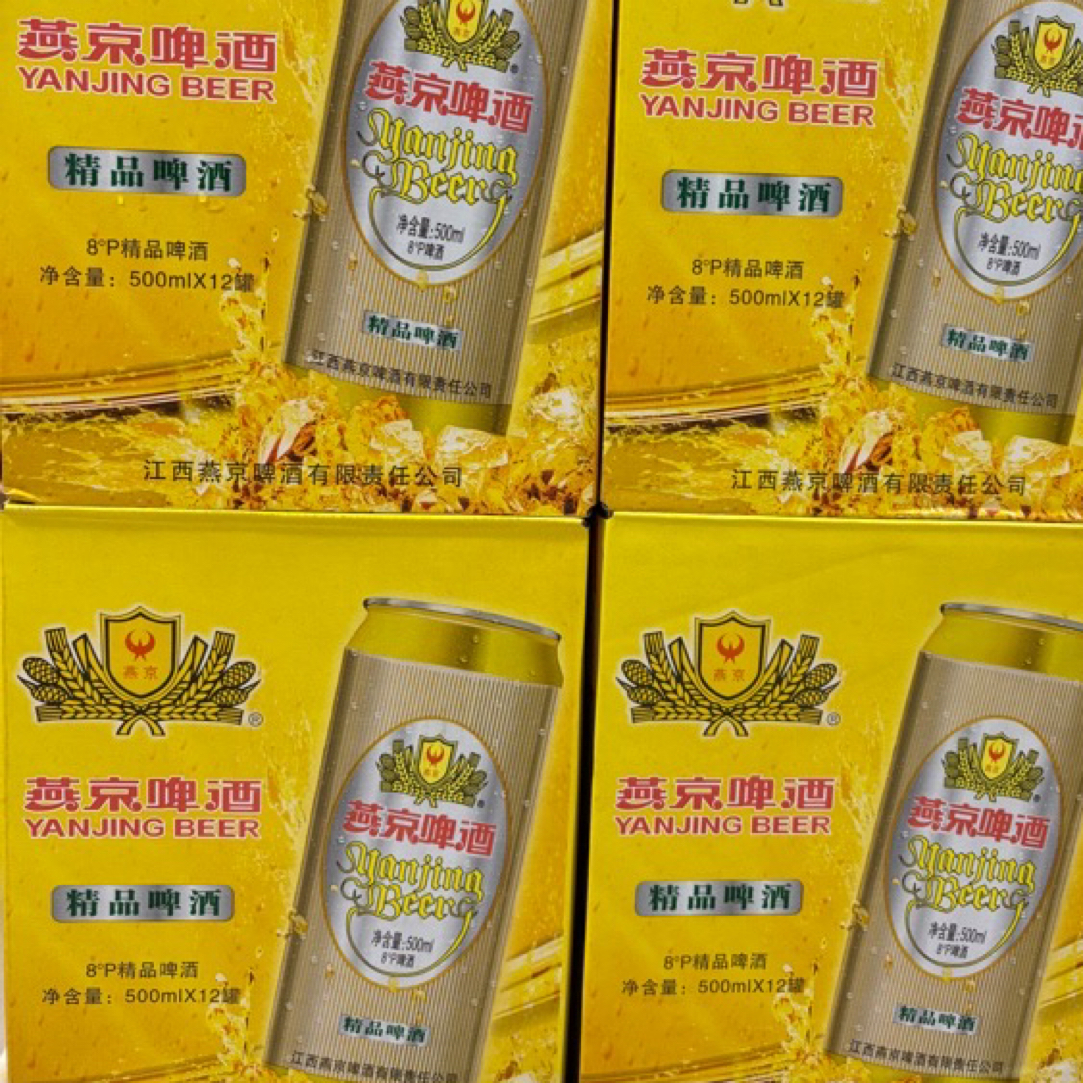 燕京啤酒
YANJING BEER
精品啤酒
8°P精品啤酒
净含量：500mlX12罐
燕京
®
燕京啤酒
Yanjing
Beer
净含量:500ml
8°P啤酒
精品啤酒
江西燕京啤酒有限责任公司
江西燕京啤酒有限责任公司
燕京啤酒
YANJING BEER
精品啤酒
8°P精品啤酒
净含量：500mlX12罐
燕京啤
Yanjing
Beer
净含量:500ml
8°P啤酒
精品啤酒
江西燕京啤酒有限责任公司
江西燕京啤酒有限责任公司
燕京
®
燕京啤酒
YANJING BEER
精品啤酒
8°P精品啤酒
净含量：500mlX12罐
燕京
燕京啤酒
Yanjing
Beer
净含量:500ml
8°P啤酒
精品啤酒
江西燕京啤酒有限责任公司
燕京
®
燕京啤酒
YANJING BEER
精品啤酒
8°P精品啤酒
净含量：500mlX12罐
燕京
燕京啤酒
Yanjing
Beer
净含量:500ml
8°P啤酒
精品啤酒
江西燕京啤酒有限责任公司